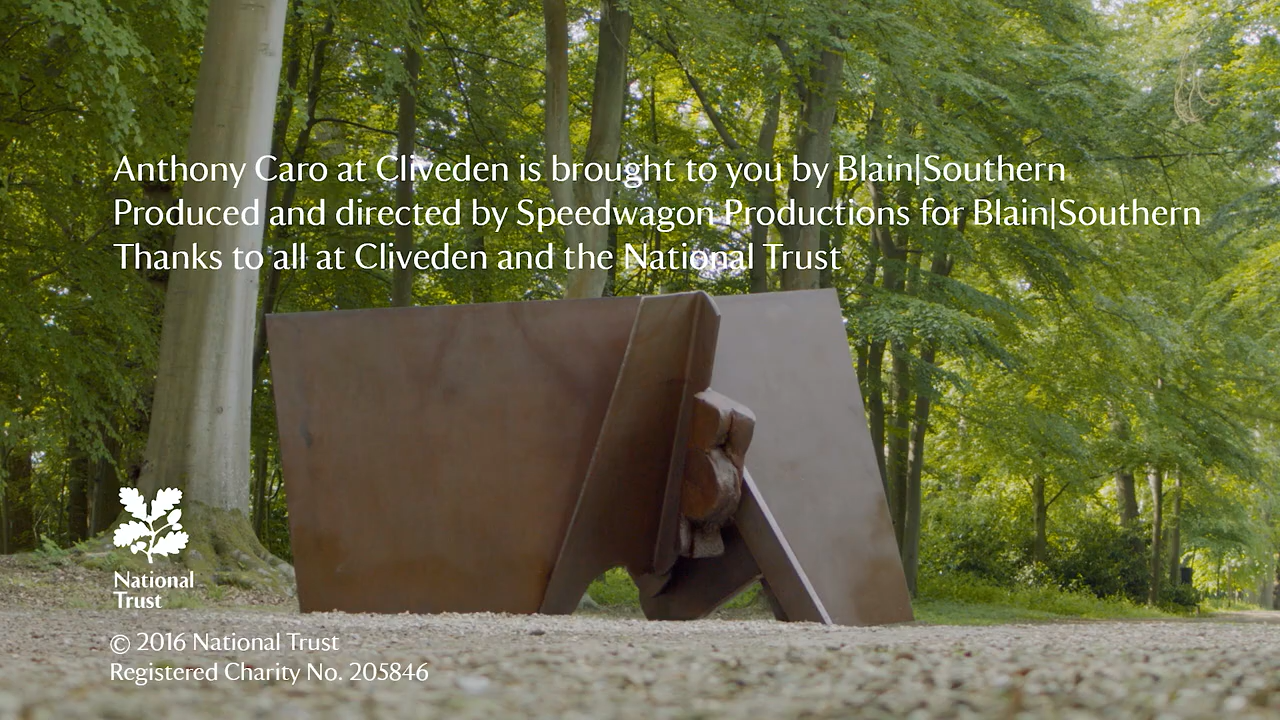 Anthony Caro at Cliveden is brought to you by Blain|Southern
Produced and directed by Speedwagon Productions for Blain|Southern
Thanks to all at Cliveden and the National Trust
National
Trust
© 2016 National Trust
Registered Charity No. 205846